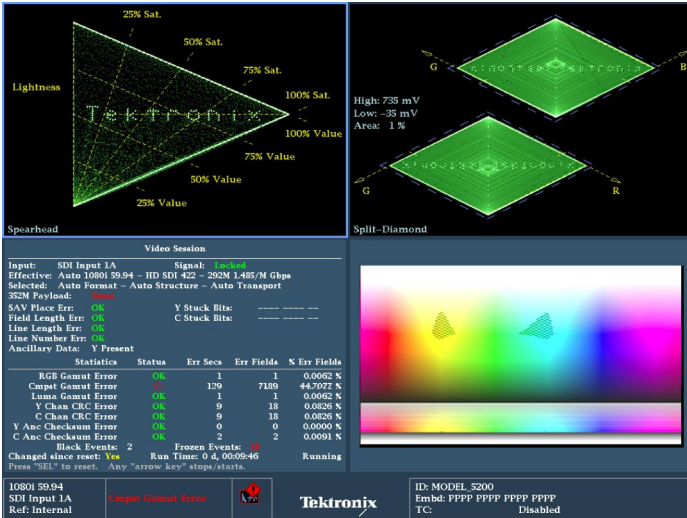 25% Sat.
50% Sat.
75% Sat.
Lightness
100% Sat.
Tektronix
100% Value
75% Value
50% Value
25% Value
Spearhead
G B
High: 735 mV
Low: -35 mV
Area: 1 %
G R
Split-Diamond
Video Session
Input: SDI Input 1A Signal: Locked
Effective: Auto 1080i 59.94 - HD SDI 422 - 292M 1.485/M Gbps
Selected: Auto Format - Auto Structure - Auto Transport
352M Payload:
SAV Place Err: OK Y Stuck Bits: ---- ---- --
Field Length Err: OK C Stuck Bits: ---- ---- --
Line Length Err: OK
Line Number Err: OK
Ancillary Data: Y Present
Statistics Status Err Secs Err Fields % Err Fields
RGB Gamut Error OK 1 1 0.0062 %
Cmpst Gamut Error 129 7189 44.7077 %
Luma Gamut Error OK 1 1 0.0062 %
Y Chan CRC Error OK 9 18 0.0826 %
C Chan CRC Error OK 9 18 0.0826 %
Y Anc Checksum Error OK 0 0 0.0000 %
C Anc Checksum Error OK 2 2 0.0091 %
Black Events: 2 Frozen Events:
Changed since reset: Yes Run Time: 0 d, 00:09:46 Running
Press "SEL" to reset. Any "arrow key" stops/starts.
1080i 59.94
SDI Input 1A
Ref: Internal
Cmpst Gamut Error
Tektronix
ID: MODEL_5200
Embd: PPPP PPPP PPPP PPPP
TC: Disabled